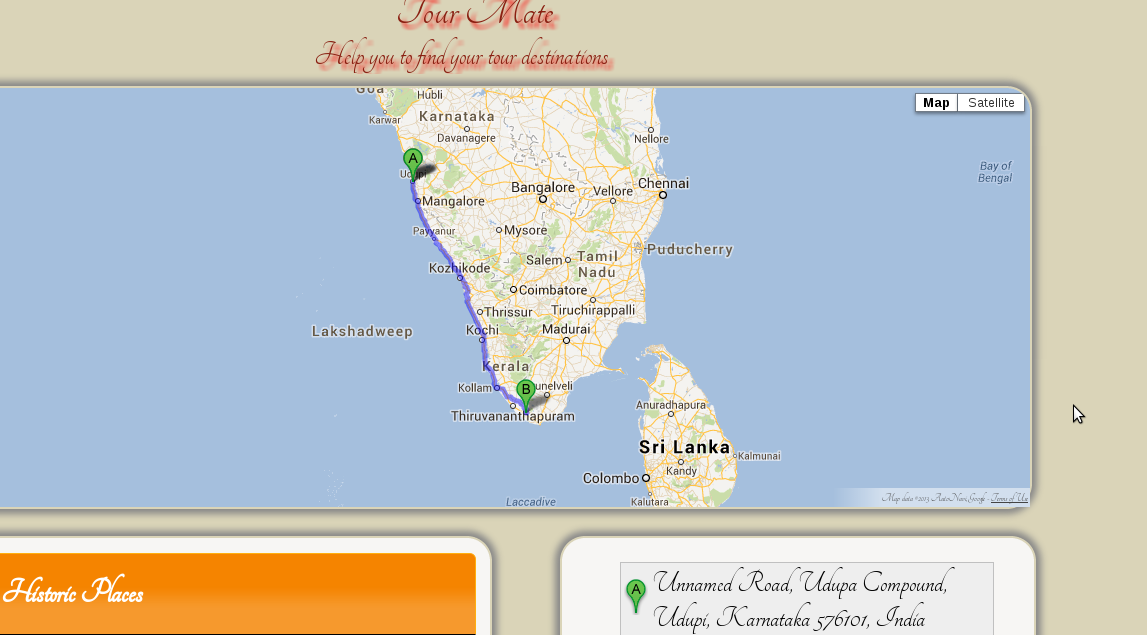 Tour Mate
Help you to find your tour destinations
Goa
Hubli
Map Satellite
Karwar
Karnataka
Davanagere
Nellore
A
Udupi
Bay of
Bengal
Bangalore
Vellore
Chennai
Mangalore
Payyanur
Mysore
Puducherry
Salem
Tamil
Nadu
Kozhikode
Coimbatore
Thrissur
Tiruchirappalli
Lakshadweep
Kochi
Madurai
Kerala
Kollam
B
unelveli
Thiruvananthapuram
Anuradhapura
Sri Lanka
Kalmunai
Kandy
Colombo
Laccadive
Kalutara
Map data ©2013 AutoNavi, Google - Terms of Us
Historic Places
A
Unnamed Road, Udupa Compound,
Udupi, Karnataka 576101, India